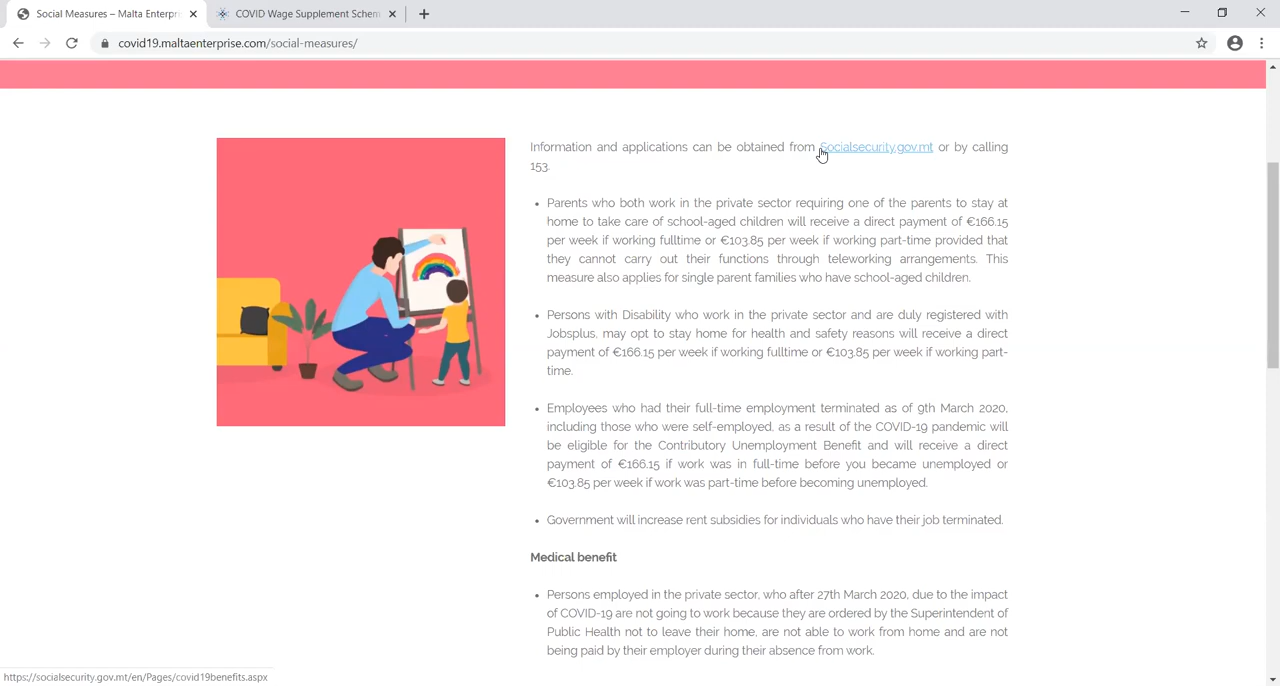 Social Measures – Malta Enterpr
COVID Wage Supplement Schem
covid19.maltaenterprise.com/social-measures/
Information and applications can be obtained from Socialsecurity.gov.mt or by calling
153.
• Parents who both work in the private sector requiring one of the parents to stay at
home to take care of school-aged children will receive a direct payment of €166.15
per week if working fulltime or €103.85 per week if working part-time provided that
they cannot carry out their functions through teleworking arrangements. This
measure also applies for single parent families who have school-aged children.
• Persons with Disability who work in the private sector and are duly registered with
Jobsplus, may opt to stay home for health and safety reasons will receive a direct
payment of €166.15 per week if working fulltime or €103.85 per week if working part-
time.
• Employees who had their full-time employment terminated as of 9th March 2020,
including those who were self-employed, as a result of the COVID-19 pandemic will
be eligible for the Contributory Unemployment Benefit and will receive a direct
payment of €166.15 if work was in full-time before you became unemployed or
€103.85 per week if work was part-time before becoming unemployed.
• Government will increase rent subsidies for individuals who have their job terminated.
Medical benefit
• Persons employed in the private sector, who after 27th March 2020, due to the impact
of COVID-19 are not going to work because they are ordered by the Superintendent of
Public Health not to leave their home, are not able to work from home and are not
being paid by their employer during their absence from work.
https://socialsecurity.gov.mt/en/Pages/covid19benefits.aspx